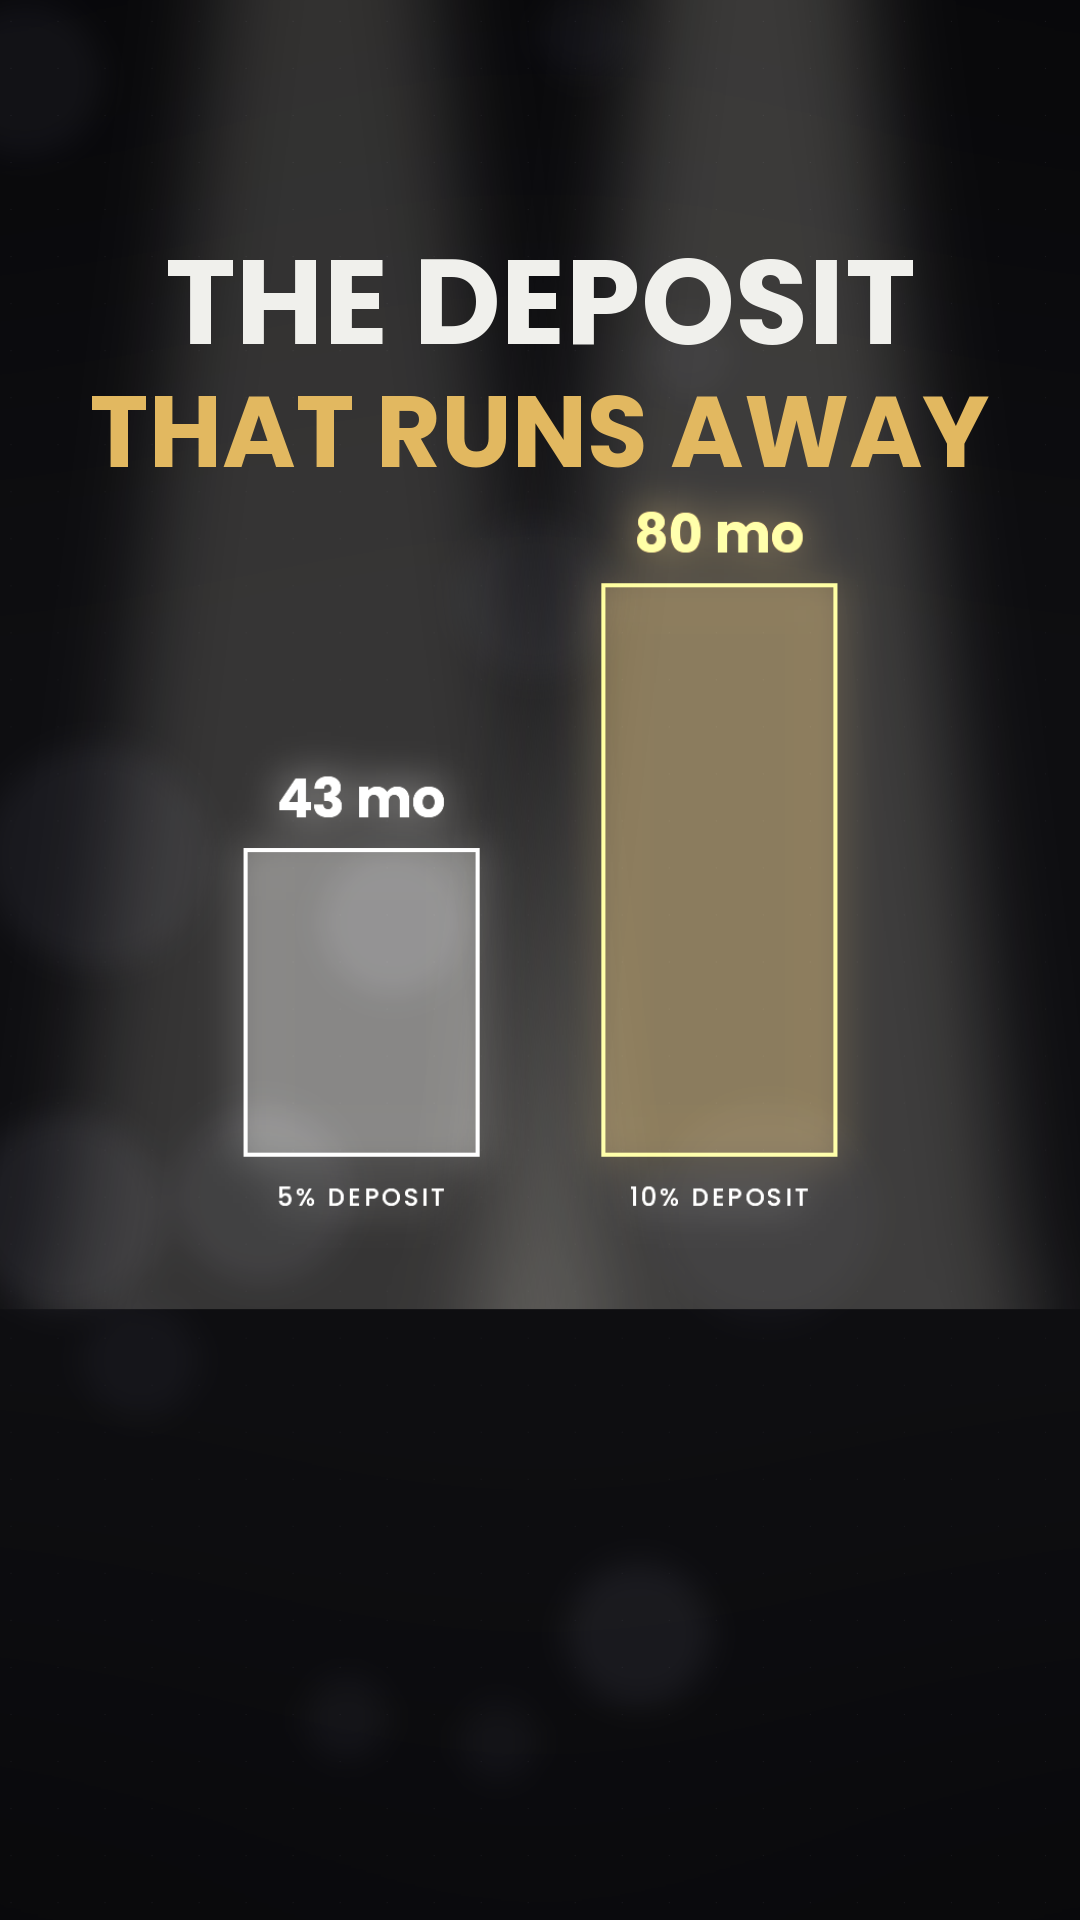 THE DEPOSIT
THAT RUNS AWAY
80 mo
43 mo
5% DEPOSIT
10% DEPOSIT